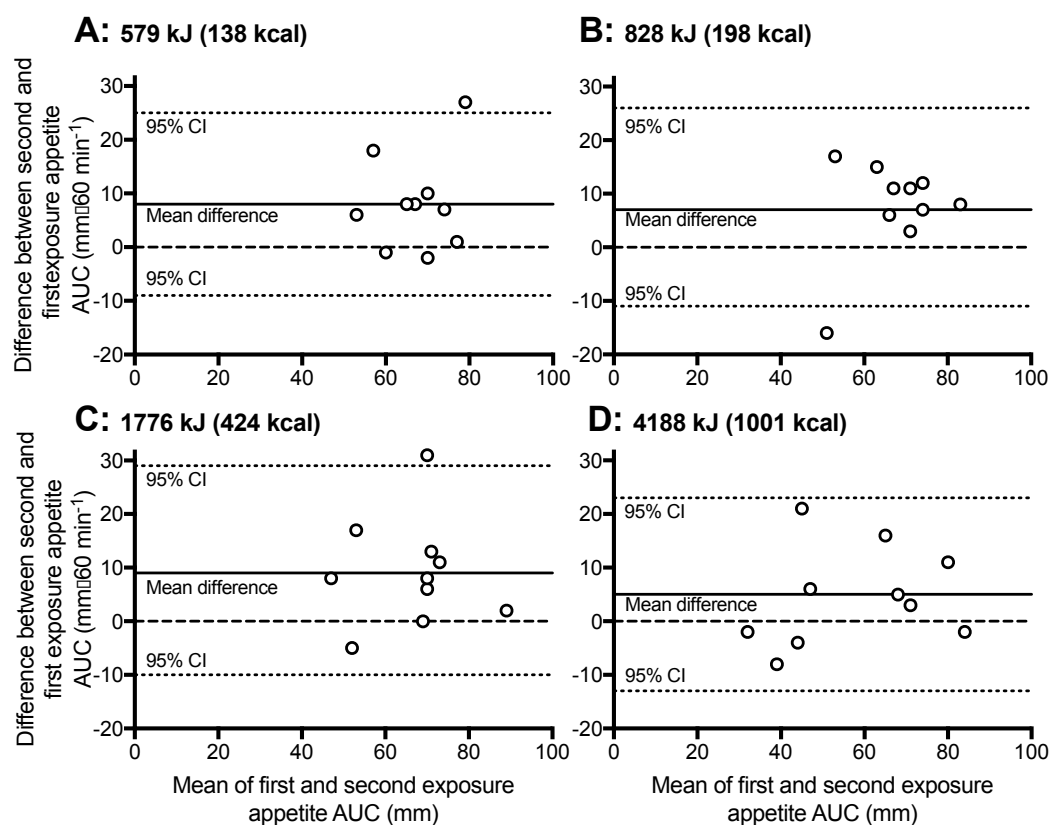 A: 579 kJ (138 kcal)
B: 828 kJ (198 kcal)
Difference between second and
firstexposure appetite
AUC (mm▯60 min-1)
30
20
10
0
-10
-20
95% CI
Mean difference
95% CI
0 20 40 60 80 100
30
20
10
0
-10
-20
95% CI
Mean difference
95% CI
0 20 40 60 80 100
C: 1776 kJ (424 kcal)
D: 4188 kJ (1001 kcal)
Difference between second and
first exposure appetite
AUC (mm▯60 min-1)
30
20
10
0
-10
-20
95% CI
Mean difference
95% CI
0 20 40 60 80 100
Mean of first and second exposure
appetite AUC (mm)
30
20
10
0
-10
-20
95% CI
Mean difference
95% CI
0 20 40 60 80 100
Mean of first and second exposure
appetite AUC (mm)